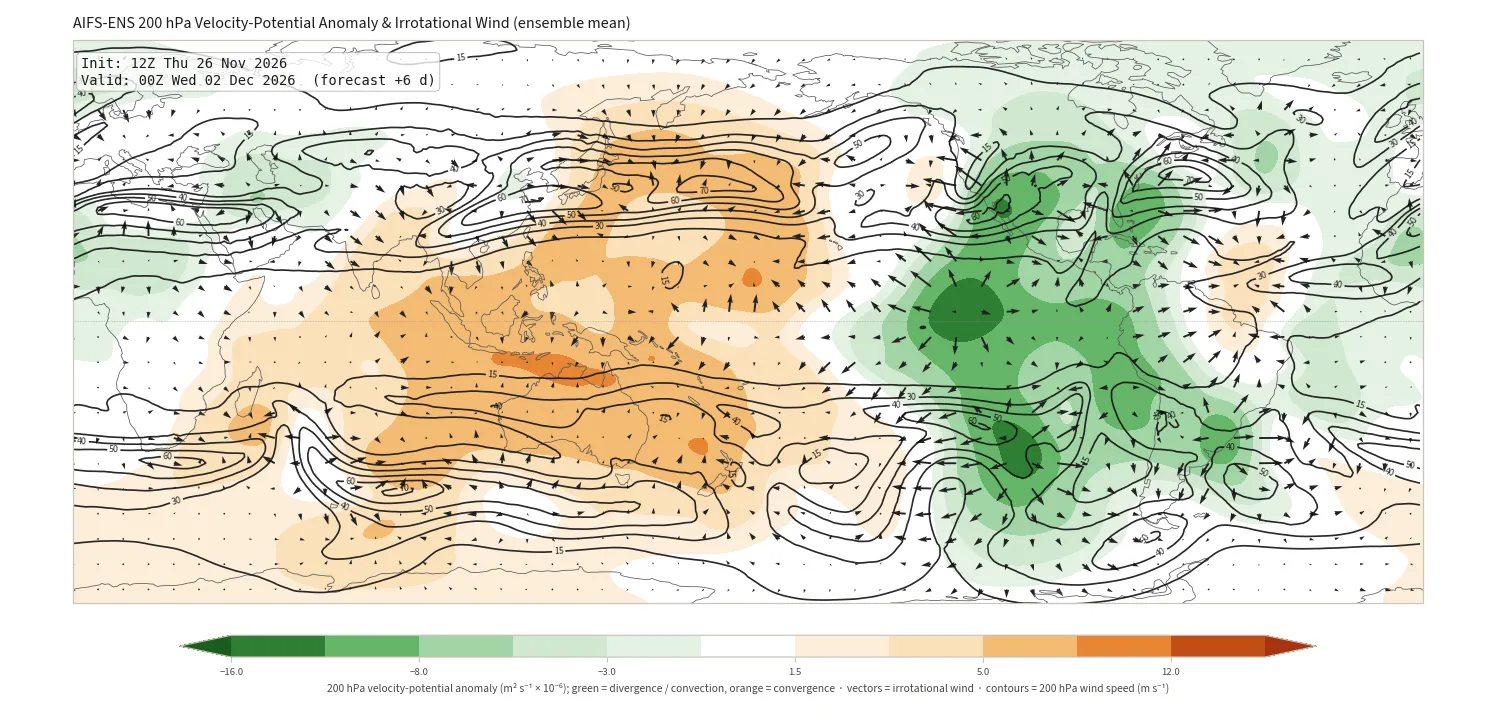 AIFS-ENS 200 hPa Velocity-Potential Anomaly & Irrotational Wind (ensemble mean)
Init: 12Z Thu 26 Nov 2026
Valid: 00Z Wed 02 Dec 2026 (forecast +6 d)
−16.0 −8.0 −3.0 1.5 5.0 12.0
200 hPa velocity-potential anomaly (m² s⁻¹ × 10⁻⁶); green = divergence / convection, orange = convergence · vectors = irrotational wind · contours = 200 hPa wind speed (m s⁻¹)